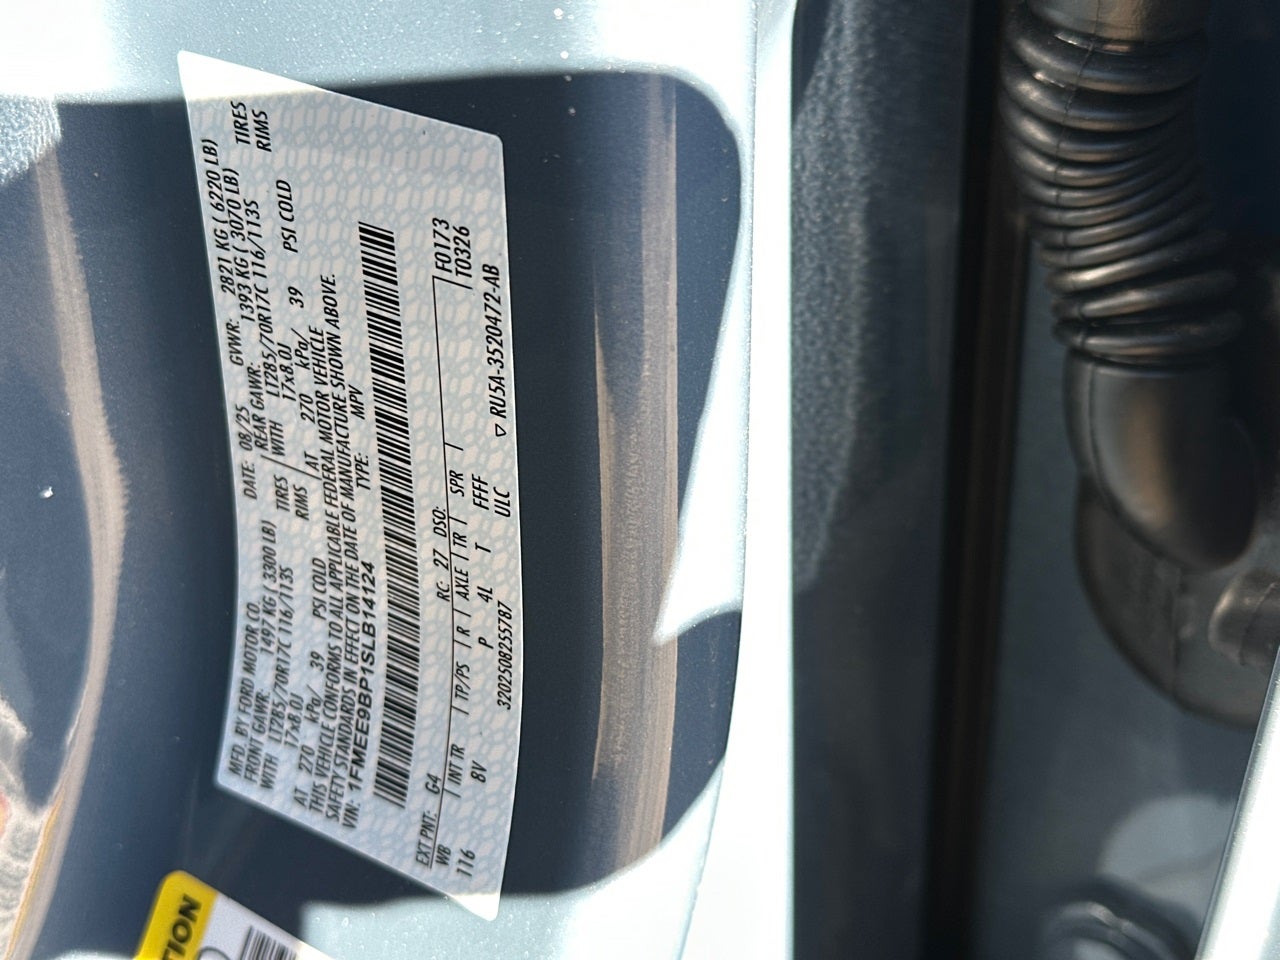 MFD. BY FORD MOTOR CO.
DATE: 08/25 GVWR: 2821 KG ( 6220 LB)
FRONT GAWR: 1497 KG ( 3300 LB) REAR GAWR: 1393 KG ( 3070 LB)
WITH LT285/70R17C 116/113S TIRES WITH LT285/70R17C 116/113S TIRES
17x8.0J RIMS 17x8.0J RIMS
AT 270 kPa/ 39 PSI COLD AT 270 kPa/ 39 PSI COLD
THIS VEHICLE CONFORMS TO ALL APPLICABLE FEDERAL MOTOR VEHICLE
SAFETY STANDARDS IN EFFECT ON THE DATE OF MANUFACTURE SHOWN ABOVE.
VIN: 1FMEE9BP1SLB14124 TYPE: MPV
EXT PNT: G4 RC: 27 DSO: F0173
WB INT TR TP/PS R AXLE TR SPR T0326
116 8V P 4L T FFFF
3202508255787 ULC ▽ RU5A-3520472-AB
TION